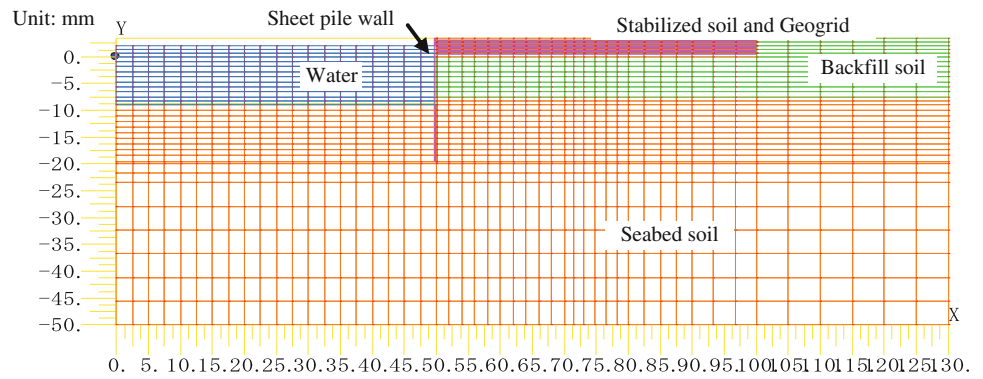 Unit: mm
Y
Sheet pile wall
Stabilized soil and Geogrid
Water
Backfill soil
Seabed soil
0.
-5.
-10.
-15.
-20.
-25.
-30.
-35.
-40.
-45.
-50.
X
0. 5. 10.15.20.25.30.35.40.45.50.55.60.65.70.75.80.85.90.95.100.105.110.115.120.125.130.